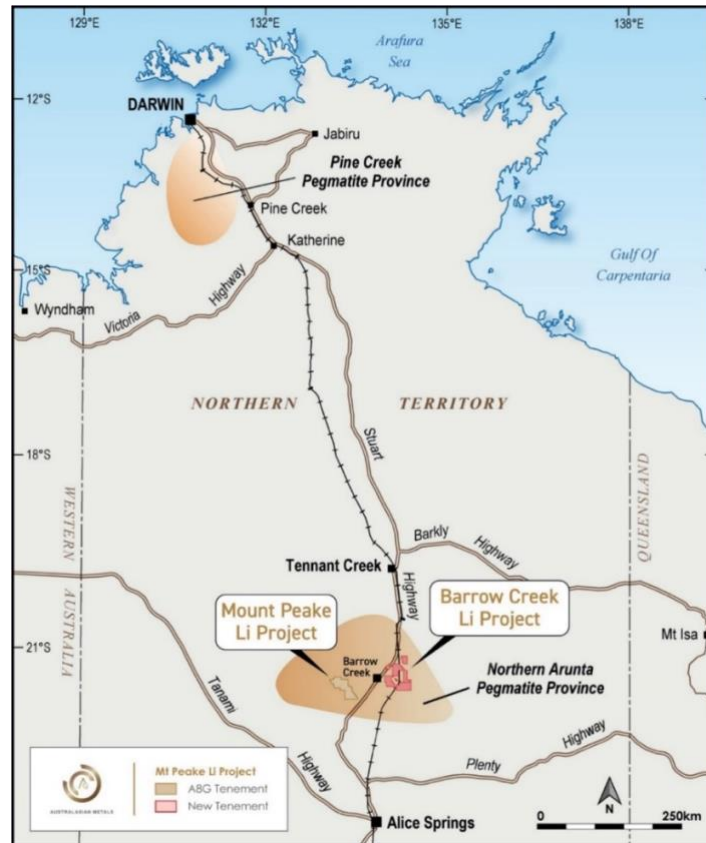 129°E
132°E
135°E
138°E
Arafura
Sea
12°S
DARWIN
Jabiru
Pine Creek
Pegmatite Province
Pine Creek
Katherine
Gulf Of
Carpentaria
15°S
Wyndham
Victoria
Highway
NORTHERN
TERRITORY
Stuart
18°S
WESTERN
AUSTRALIA
QUEENSLAND
Barkly
Highway
Tennant Creek
Highway
Mount Peake
Li Project
Barrow Creek
Li Project
Mt Isa
21°S
Barrow
Creek
Northern Arunta
Pegmatite Province
Tanami
Highway
Plenty
Highway
Mt Peake Li Project
A8G Tenement
New Tenement
AUSTRALASIAN METALS
Alice Springs
N
0
250km